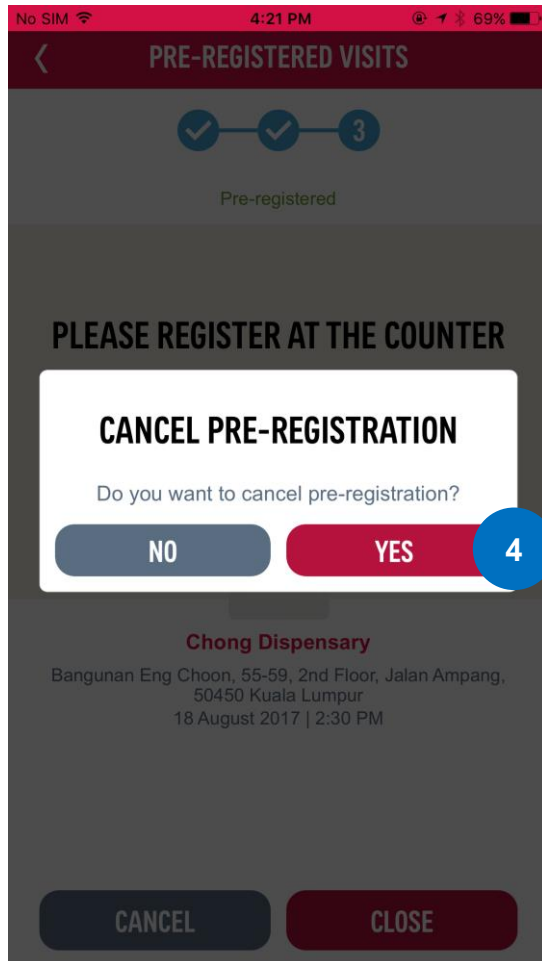 No SIM 4:21 PM 69%
PRE-REGISTERED VISITS
3
Pre-registered
PLEASE REGISTER AT THE COUNTER
CANCEL PRE-REGISTRATION
Do you want to cancel pre-registration?
NO YES 4
Chong Dispensary
Bangunan Eng Choon, 55-59, 2nd Floor, Jalan Ampang,
50450 Kuala Lumpur
18 August 2017 | 2:30 PM
CANCEL CLOSE